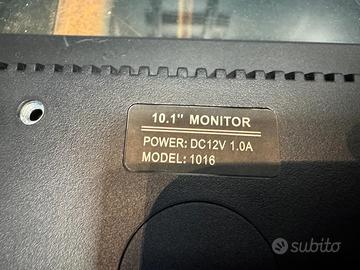 10.1" MONITOR
POWER: DC12V 1.0A
MODEL: 1016
subito